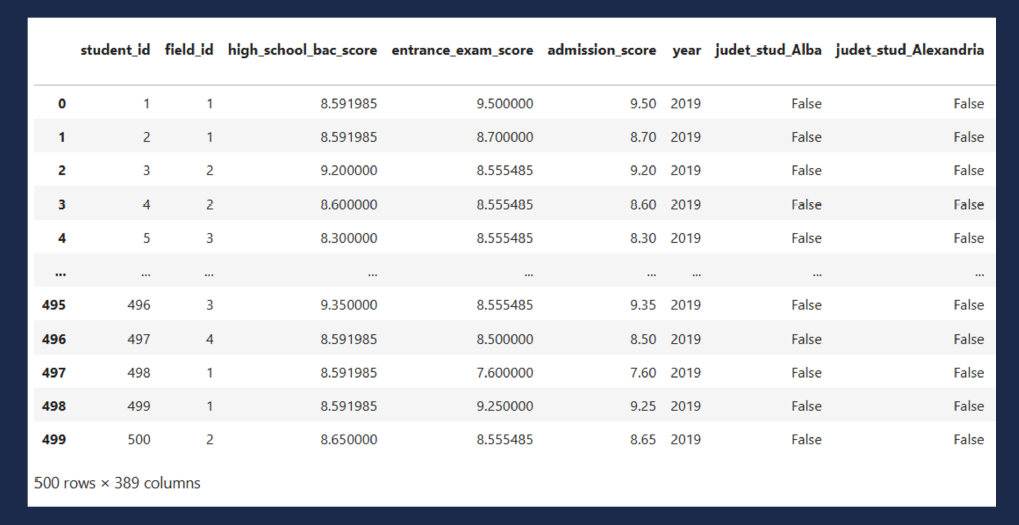 student_id field_id high_school_bac_score entrance_exam_score admission_score year judet_stud_Alba judet_stud_Alexandria
0 1 1 8.591985 9.500000 9.50 2019 False False
1 2 1 8.591985 8.700000 8.70 2019 False False
2 3 2 9.200000 8.555485 9.20 2019 False False
3 4 2 8.600000 8.555485 8.60 2019 False False
4 5 3 8.300000 8.555485 8.30 2019 False False
... ... ... ... ... ... ... ... ...
495 496 3 9.350000 8.555485 9.35 2019 False False
496 497 4 8.591985 8.500000 8.50 2019 False False
497 498 1 8.591985 7.600000 7.60 2019 False False
498 499 1 8.591985 9.250000 9.25 2019 False False
499 500 2 8.650000 8.555485 8.65 2019 False False
500 rows × 389 columns